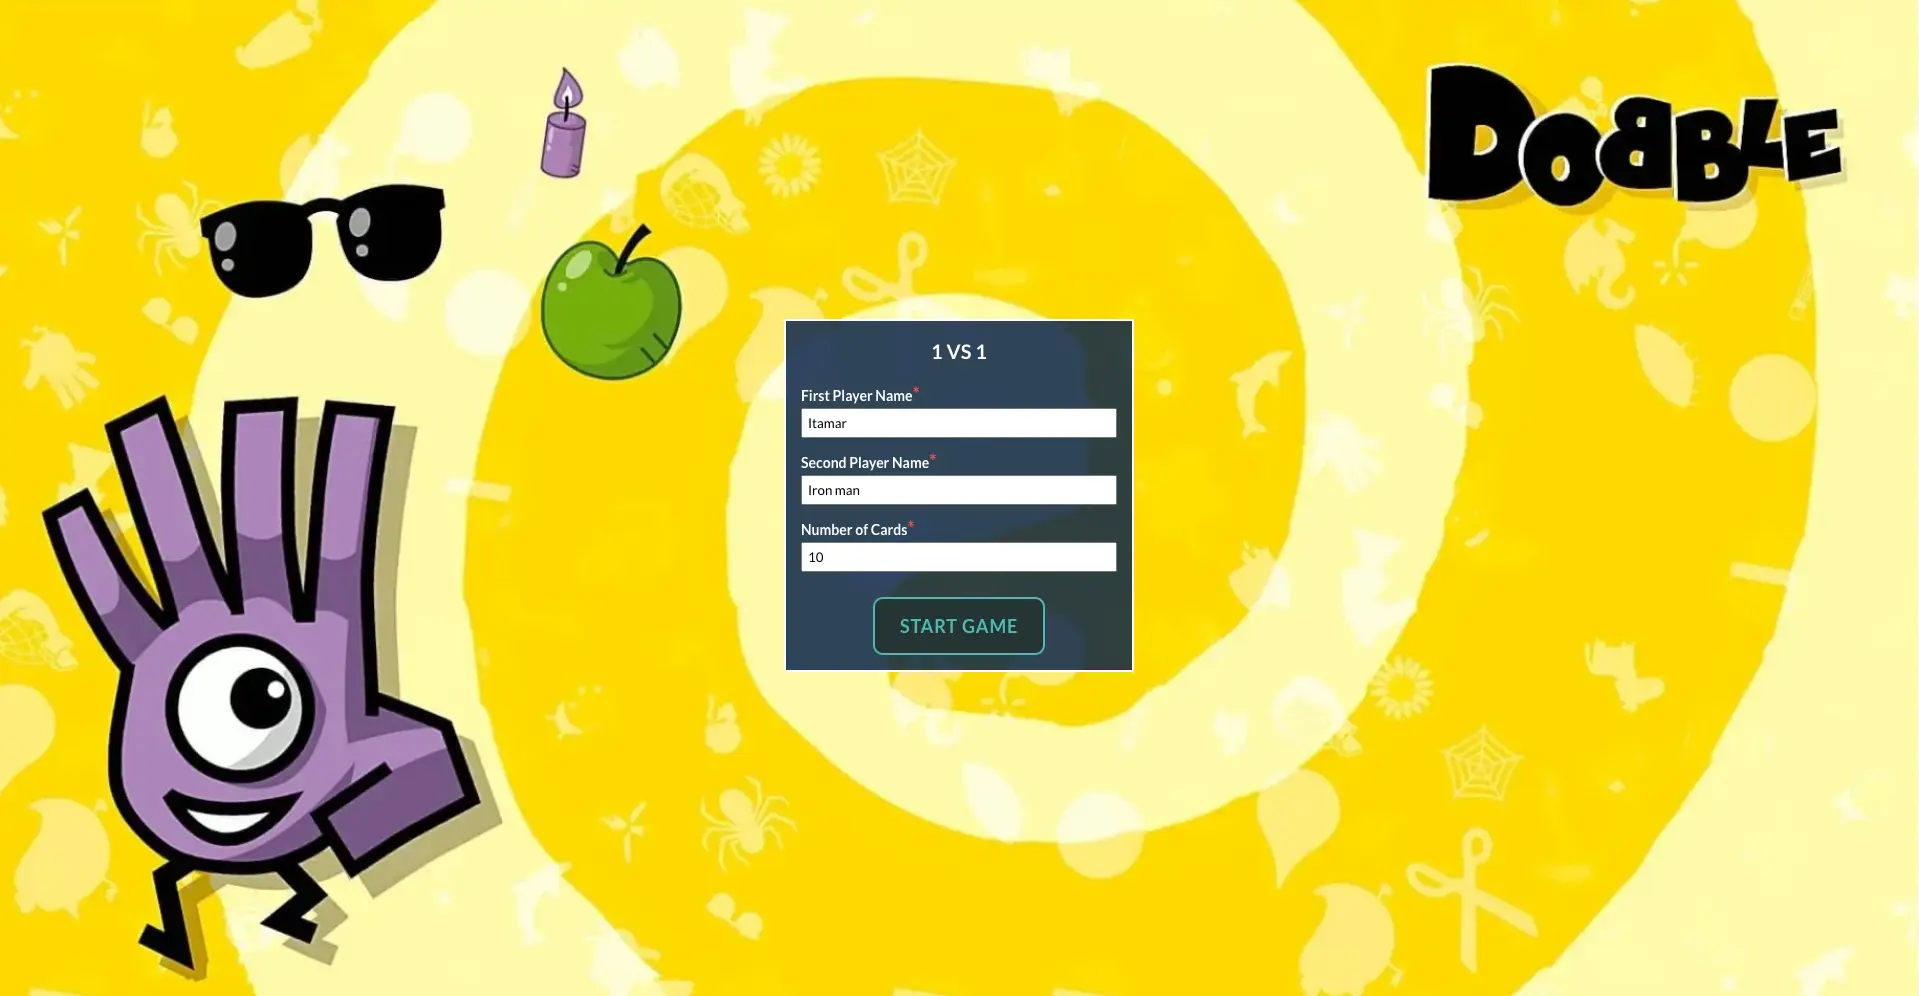 DOBBLE
1 VS 1
First Player Name*
Itamar
Second Player Name*
Iron man
Number of Cards*
10
START GAME